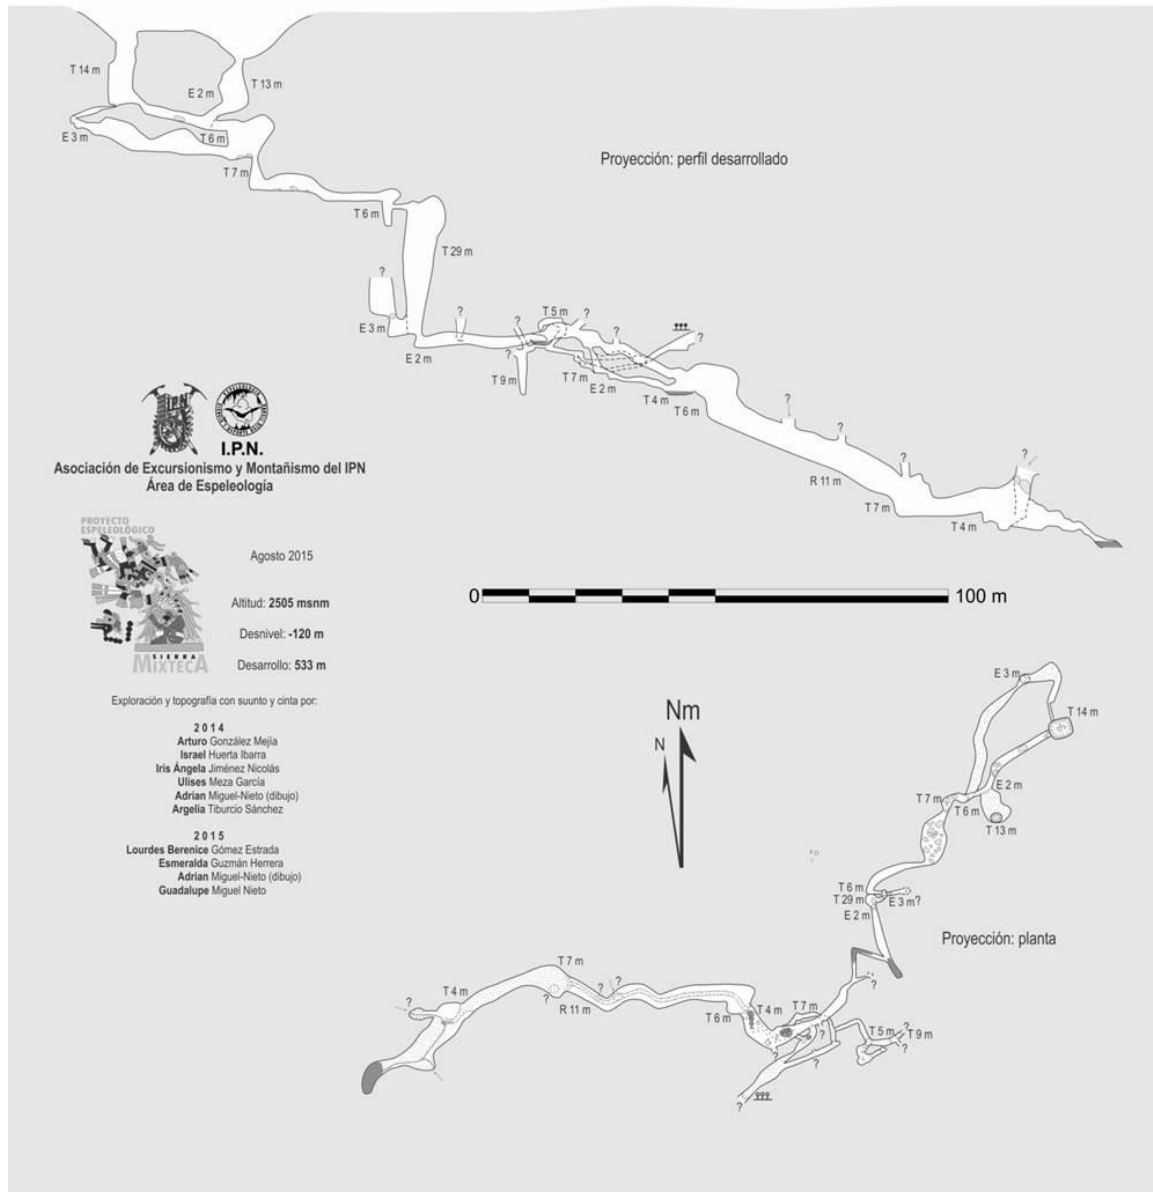 T 14 m
E 2 m
T 13 m
E 3 m
T 6 m
T 7 m
Proyección: perfil desarrollado
T 6 m
T 29 m
?
E 3 m
?
E 2 m
?
T 5 m
?
?
?
T 9 m
?
T 7 m
E 2 m
T 4 m
T 6 m
?
?
?
R 11 m
T 7 m
?
T 4 m
IPN
I.P.N.
Asociación de Excursionismo y Montañismo del IPN
Área de Espeleología
PROYECTO
ESPELEOLÓGICO
SIERRA
MIXTECA
Agosto 2015
Altitud: 2505 msnm
Desnivel: -120 m
Desarrollo: 533 m
0 100 m
Exploración y topografía con suunto y cinta por:
2014
Arturo González Mejía
Israel Huerta Ibarra
Iris Ángela Jiménez Nicolás
Ulises Meza García
Adrian Miguel-Nieto (dibujo)
Argelia Tiburcio Sánchez
2015
Lourdes Berenice Gómez Estrada
Esmeralda Guzmán Herrera
Adrian Miguel-Nieto (dibujo)
Guadalupe Miguel Nieto
Nm
N
E 3 m
T 14 m
E 2 m
T 7 m
T 6 m
T 13 m
T 6 m
T 29 m
E 3 m?
E 2 m
Proyección: planta
?
T 7 m
?
?
?
R 11 m
?
T 4 m
T 6 m
T 4 m
T 7 m
?
T 5 m
?
T 9 m
?
?
?
?